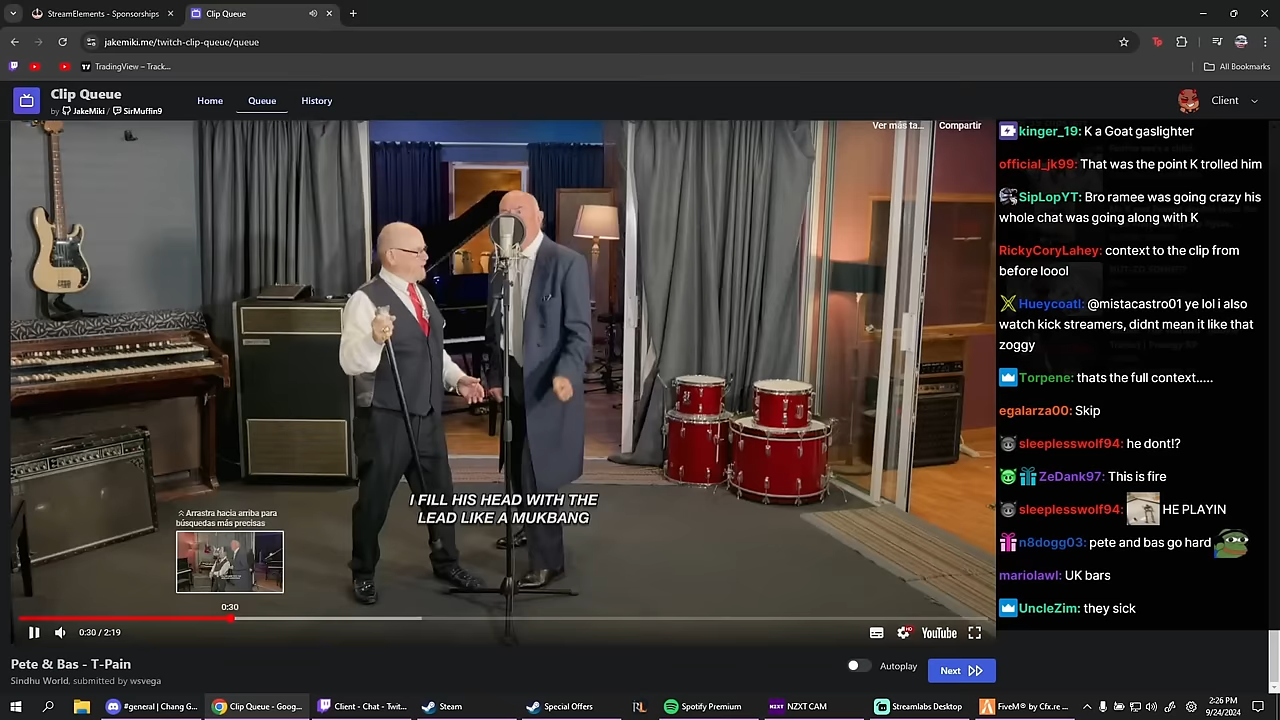 StreamElements - Sponsorships
Clip Queue
jakemiki.me/twitch-clip-queue/queue
TradingView – Track...
All Bookmarks
Clip Queue
by JakeMiki / SirMuffin9
Home
Queue
History
Client
Ver más ta...
Compartir
I FILL HIS HEAD WITH THE
LEAD LIKE A MUKBANG
Arrastra hacia arriba para
búsquedas más precisas
0:30
0:30 / 2:19
YouTube
Pete & Bas - T-Pain
Sindhu World, submitted by wsvega
Autoplay
Next
kinger_19: K a Goat gaslighter
official_jk99: That was the point K trolled him
SipLopYT: Bro ramee was going crazy his
whole chat was going along with K
RickyCoryLahey: context to the clip from
before loool
Hueycoatl: @mistacastro01 ye lol i also
watch kick streamers, didnt mean it like that
zoggy
Torpene: thats the full context.....
egalarza00: Skip
sleeplesswolf94: he dont!?
ZeDank97: This is fire
sleeplesswolf94: HE PLAYIN
n8dogg03: pete and bas go hard
mariolawl: UK bars
UncleZim: they sick
#general | Chang G...
Clip Queue - Goog...
Client - Chat - Twit...
Steam
Special Offers
RL
Spotify Premium
NZXT CAM
Streamlabs Desktop
FiveM® by Cfx.re ...
2:26 PM
9/24/2024